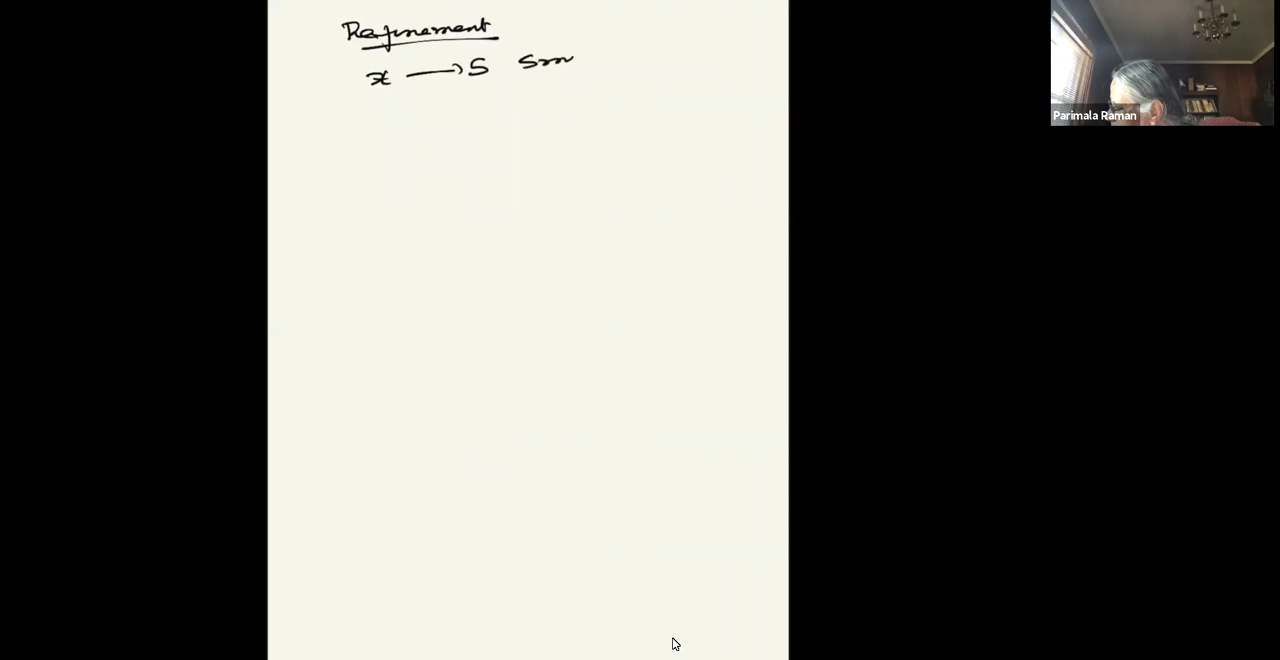 Refinement
𝒳 → S Sm
Parimala Raman